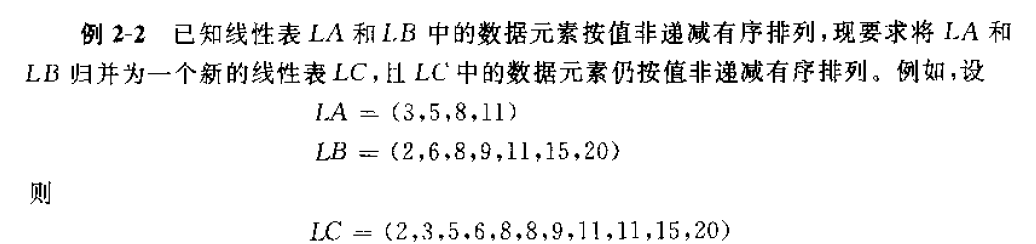 例 2-2 已知线性表 LA 和 LB 中的数据元素按值非递减有序排列,现要求将 LA 和
LB 归并为一个新的线性表 LC,且 LC 中的数据元素仍按值非递减有序排列。例如,设
LA = (3,5,8,11)
LB = (2,6,8,9,11,15,20)
则
LC = (2,3,5,6,8,8,9,11,11,15,20)